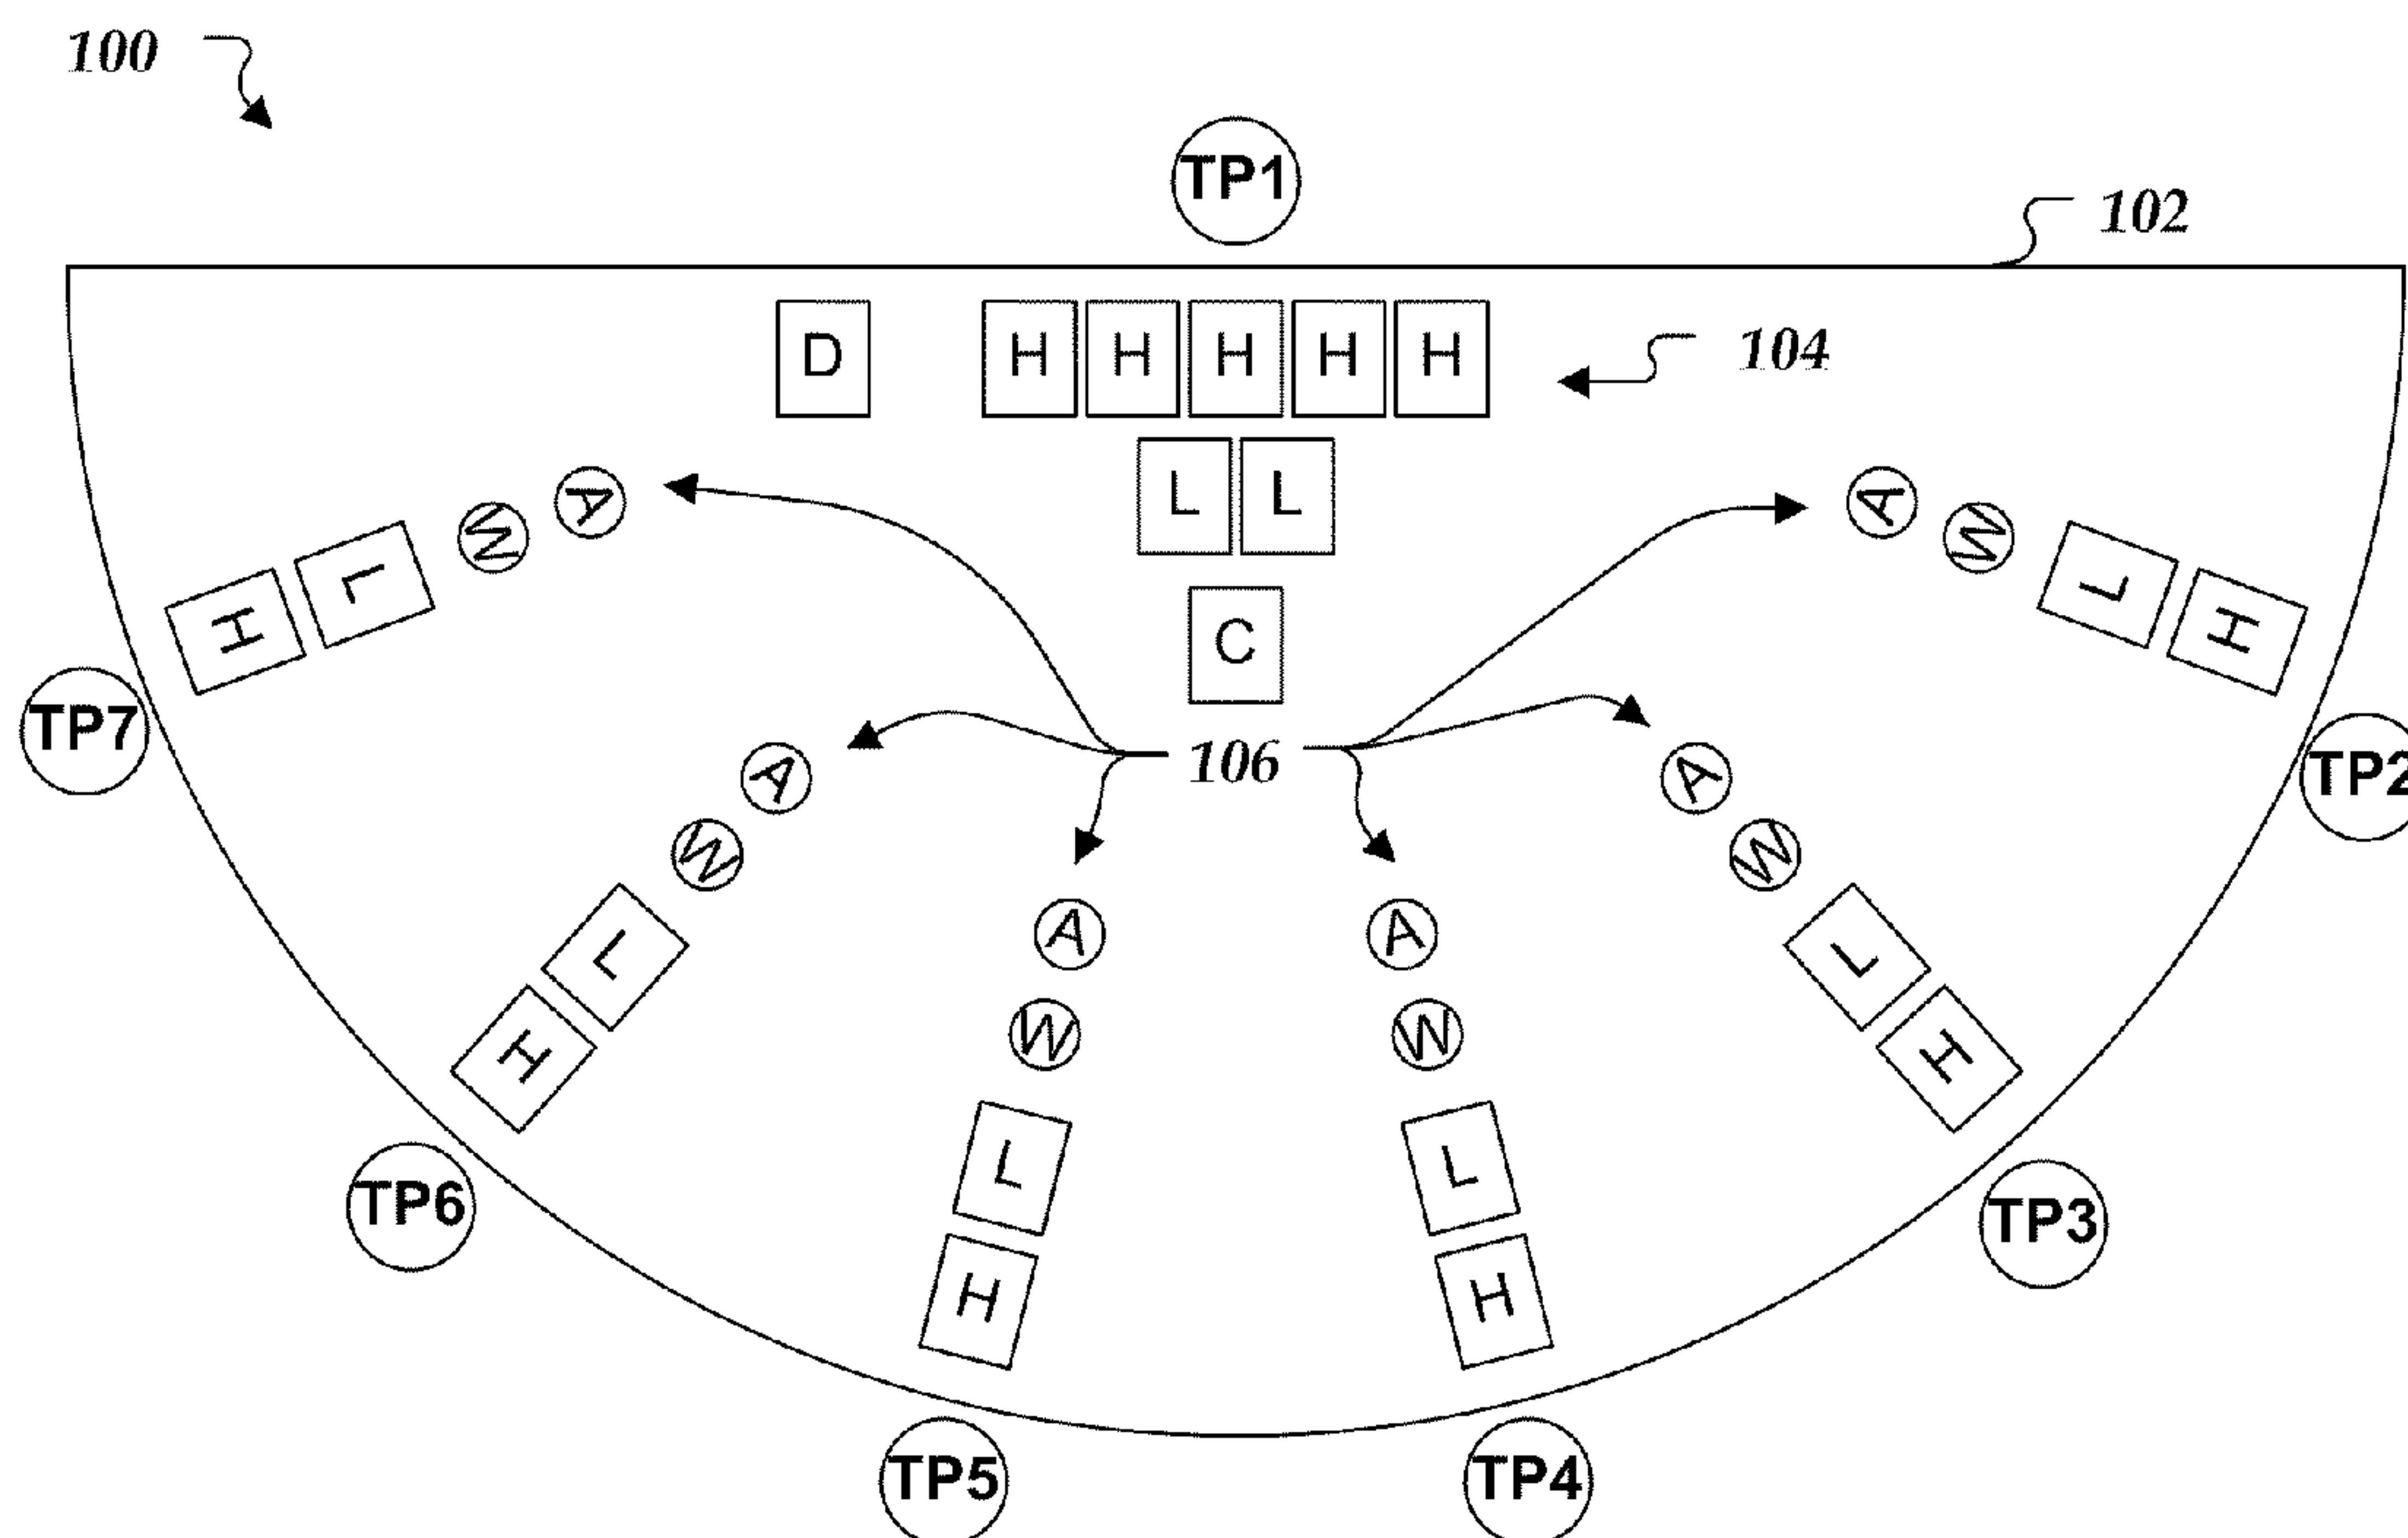 100
TP1
102
D H H H H H
104
L L
C
106
A W L H
TP7
A W L H
TP2
A W L H
TP6
A W L H
TP3
A W L H
TP5
A W L H
TP4